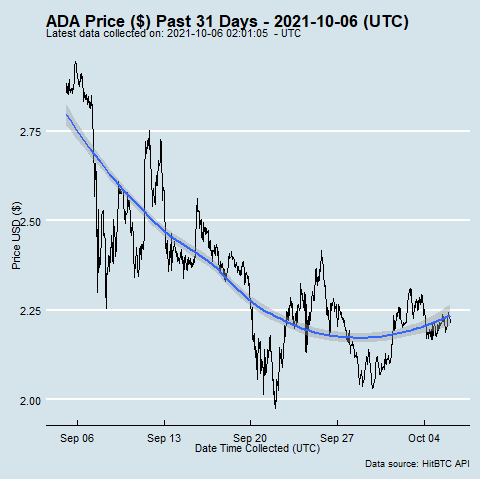 ADA Price ($) Past 31 Days - 2021-10-06 (UTC)
Latest data collected on: 2021-10-06 02:01:05 - UTC
2.75
2.50
2.25
2.00
Price USD ($)
Sep 06 Sep 13 Sep 20 Sep 27 Oct 04
Date Time Collected (UTC)
Data source: HitBTC API